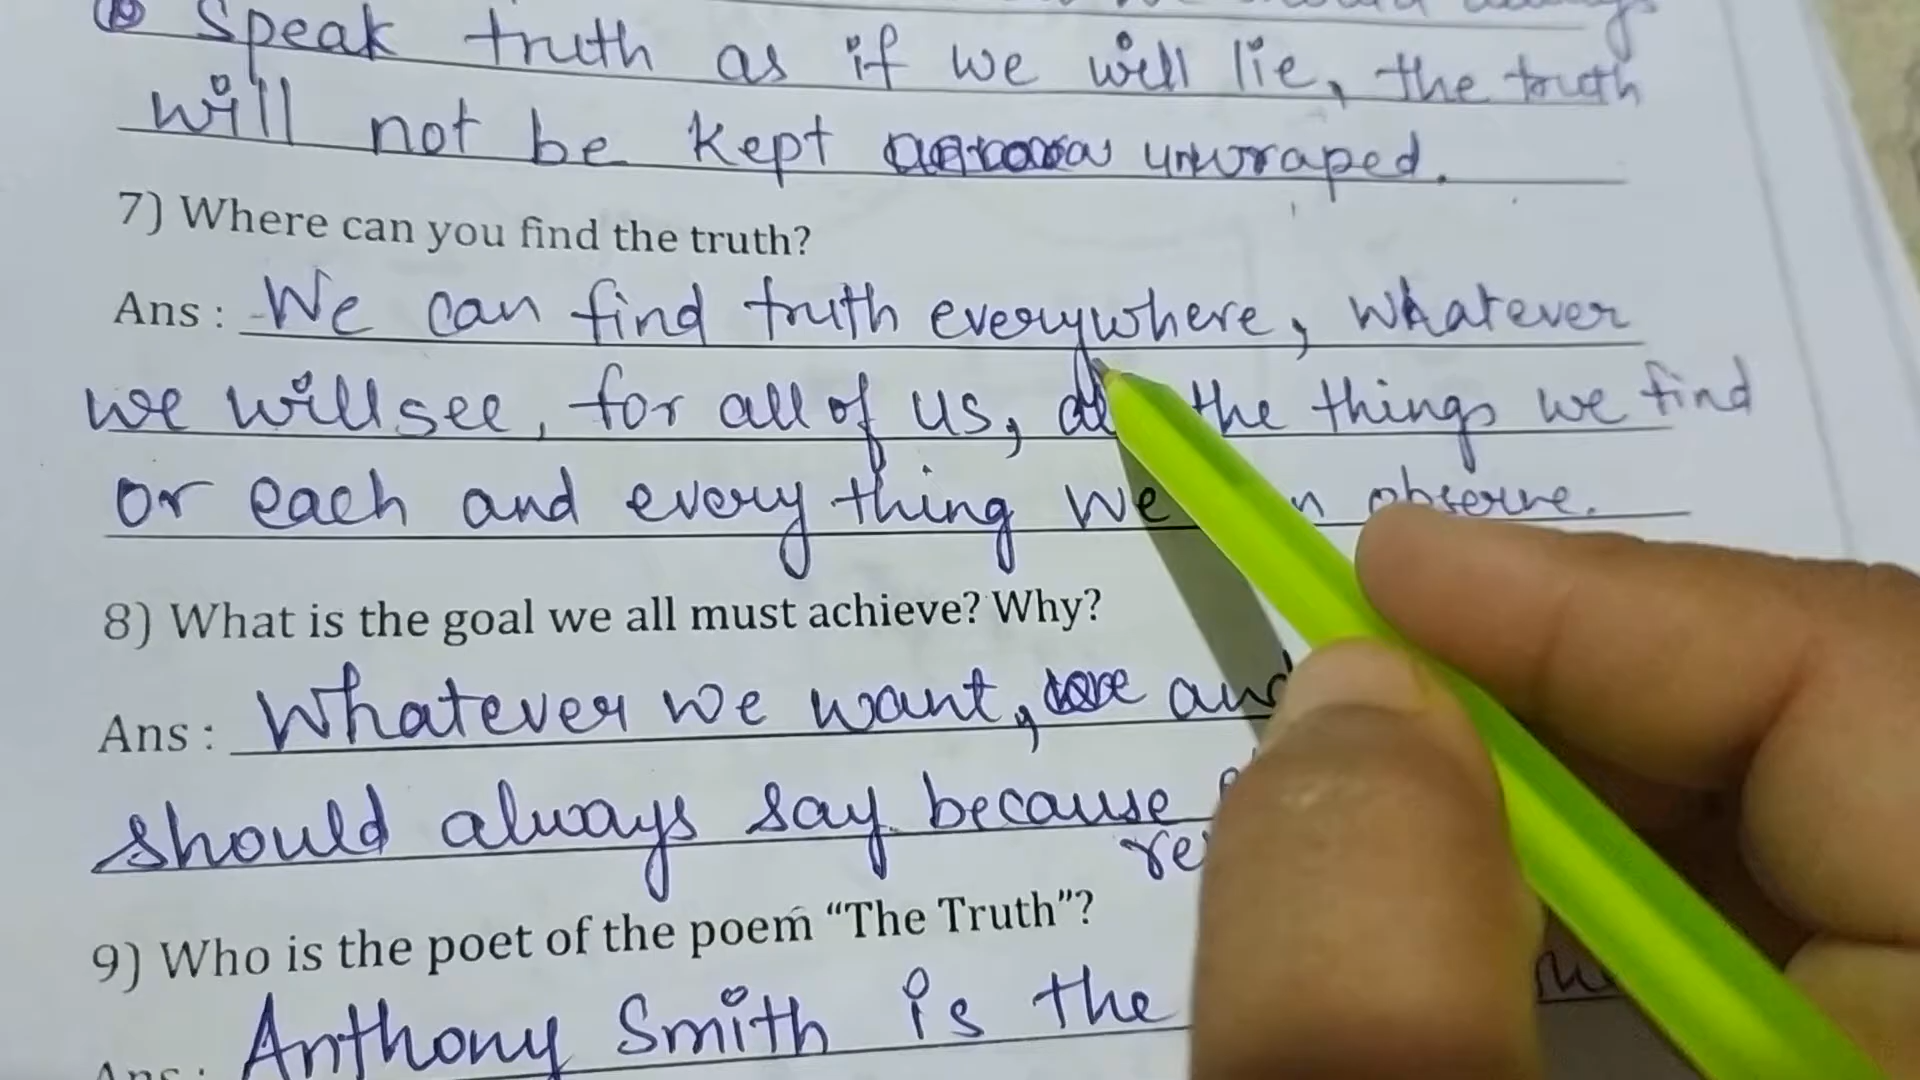 Speak truth as if we will lie, the truth
will not be kept unwraped.
7) Where can you find the truth?
Ans : We can find truth everywhere, whatever
we will see, for all of us, the things we find
or each and every thing we observe.
8) What is the goal we all must achieve? Why?
Ans : Whatever we want, and
should always say because
9) Who is the poet of the poem “The Truth”?
Ans : Anthony Smith is the